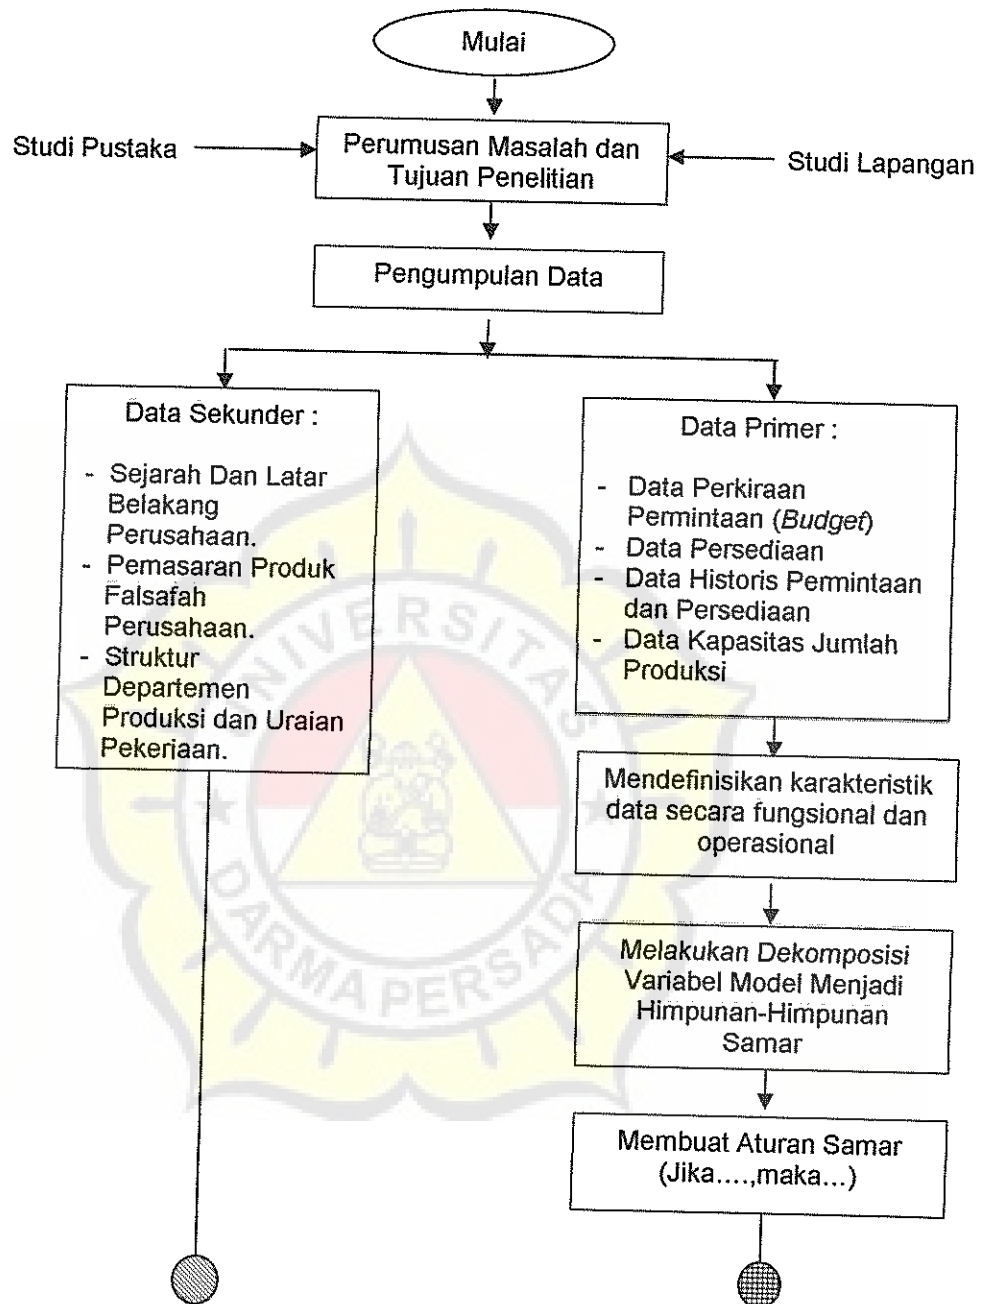 Mulai
Studi Pustaka
Perumusan Masalah dan
Tujuan Penelitian
Studi Lapangan
Pengumpulan Data
Data Sekunder :
- Sejarah Dan Latar
Belakang
Perusahaan.
- Pemasaran Produk
Falsafah
Perusahaan.
- Struktur
Departemen
Produksi dan Uraian
Pekerjaan.
Data Primer :
- Data Perkiraan
Permintaan (Budget)
- Data Persediaan
- Data Historis Permintaan
dan Persediaan
- Data Kapasitas Jumlah
Produksi
Mendefinisikan karakteristik
data secara fungsional dan
operasional
Melakukan Dekomposisi
Variabel Model Menjadi
Himpunan-Himpunan
Samar
Membuat Aturan Samar
(Jika....,maka...)
UNIVERSITAS
DARMA PERSADA